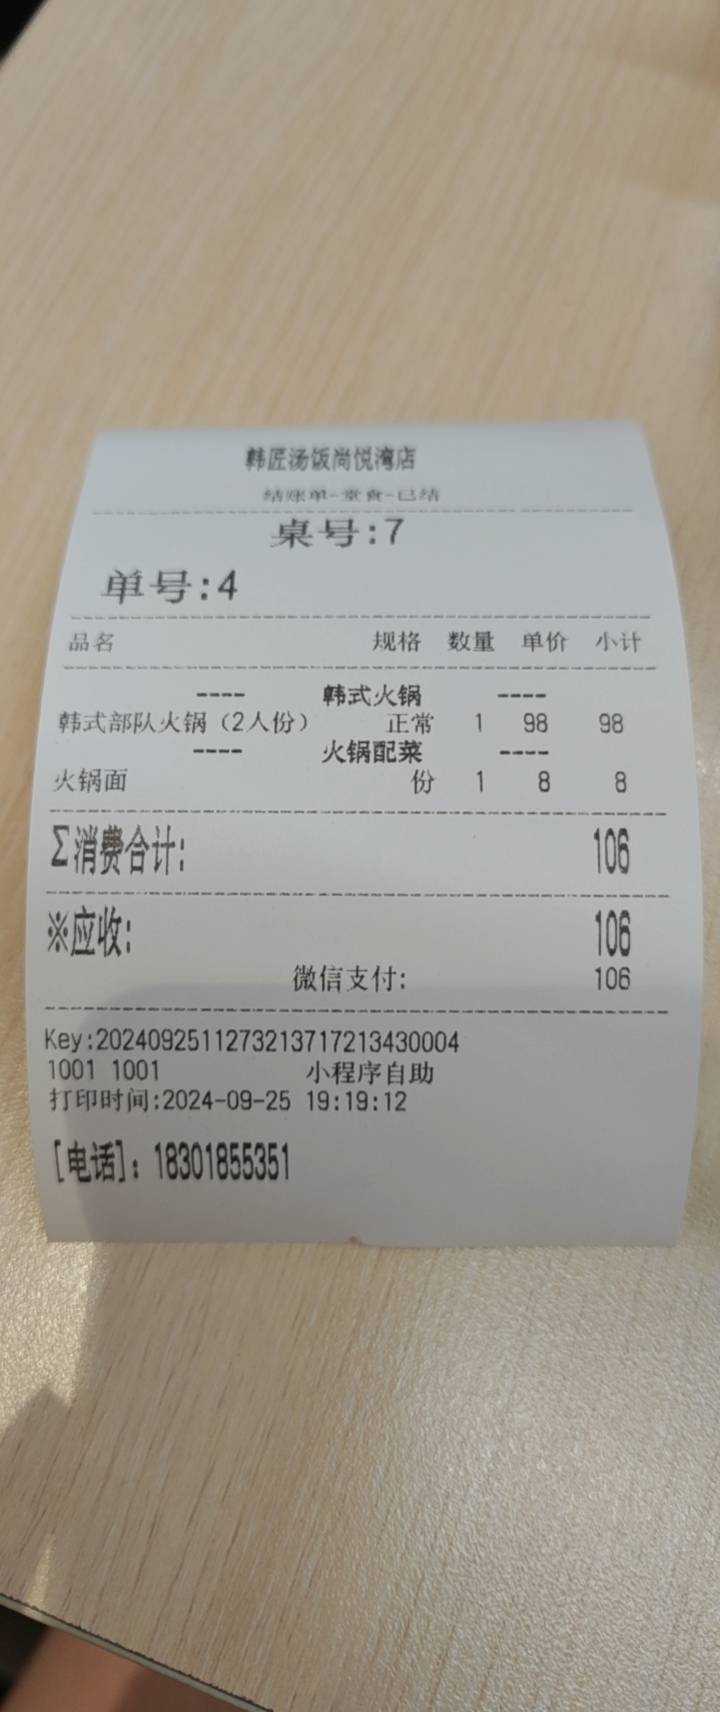 韩匠汤饭尚悦湾店
结账单-堂食-已结
桌号:7
单号:4
品名 规格 数量 单价 小计
---- 韩式火锅 ----
韩式部队火锅（2人份） 正常 1 98 98
---- 火锅配菜 ----
火锅面 份 1 8 8
Σ消费合计: 106
※应收: 106
微信支付: 106
Key:20240925112732137172134300​04
1001 1001 小程序自助
打印时间:2024-09-25 19:19:12
[电话]: 18301855351